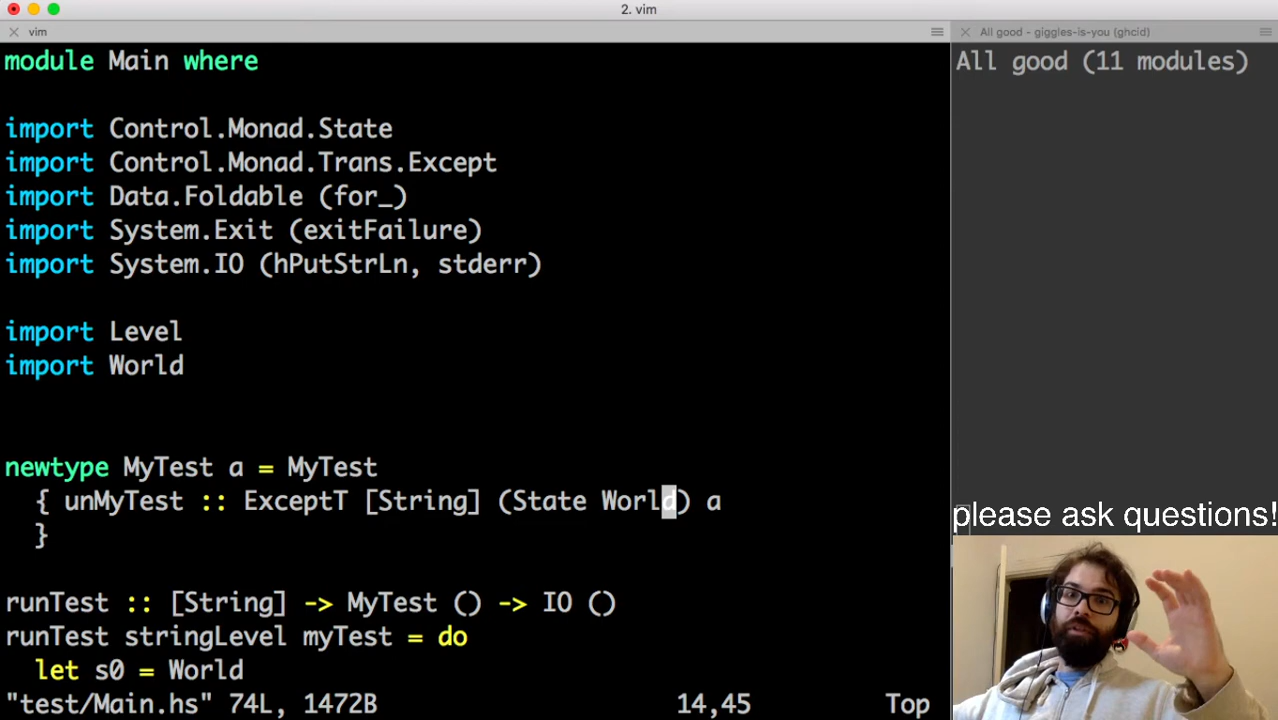 2. vim
vim
All good - giggles-is-you (ghcid)
module Main where
import Control.Monad.State
import Control.Monad.Trans.Except
import Data.Foldable (for_)
import System.Exit (exitFailure)
import System.IO (hPutStrLn, stderr)
import Level
import World
newtype MyTest a = MyTest
{ unMyTest :: ExceptT [String] (State World) a
}
runTest :: [String] -> MyTest () -> IO ()
runTest stringLevel myTest = do
let s0 = World
"test/Main.hs" 74L, 1472B 14,45 Top
All good (11 modules)
please ask questions!